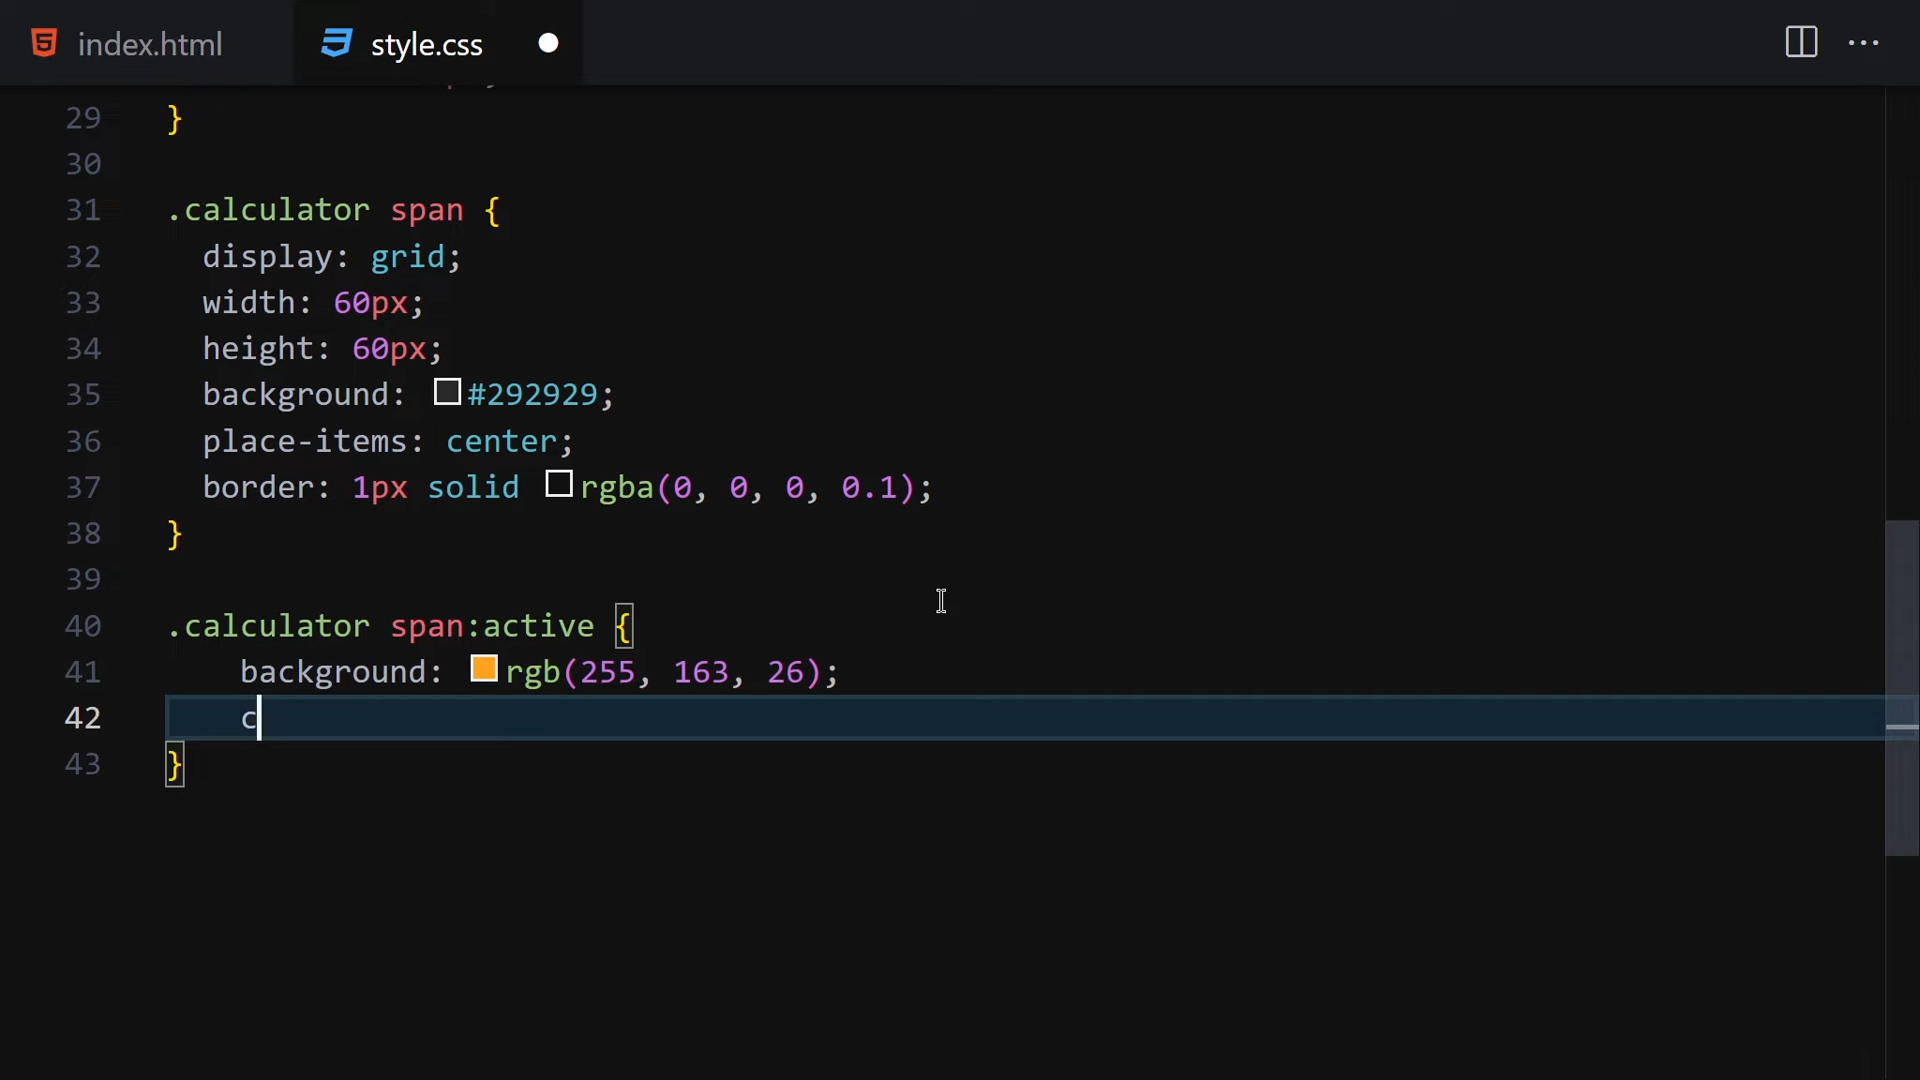 index.html
style.css
29 }
30
31 .calculator span {
32 display: grid;
33 width: 60px;
34 height: 60px;
35 background: #292929;
36 place-items: center;
37 border: 1px solid rgba(0, 0, 0, 0.1);
38 }
39
40 .calculator span:active {
41 background: rgb(255, 163, 26);
42 c
43 }